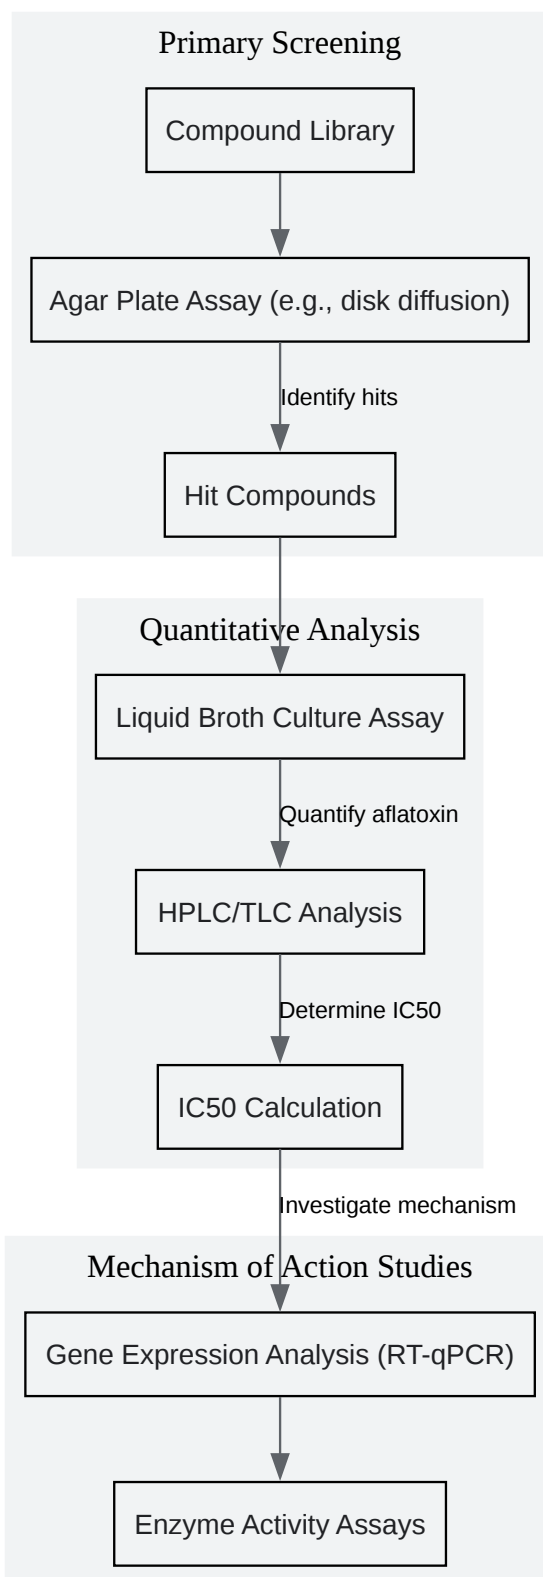 Primary Screening
Compound Library
Agar Plate Assay (e.g., disk diffusion)
Identify hits
Hit Compounds
Quantitative Analysis
Liquid Broth Culture Assay
Quantify aflatoxin
HPLC/TLC Analysis
Determine IC50
IC50 Calculation
Investigate mechanism
Mechanism of Action Studies
Gene Expression Analysis (RT-qPCR)
Enzyme Activity Assays